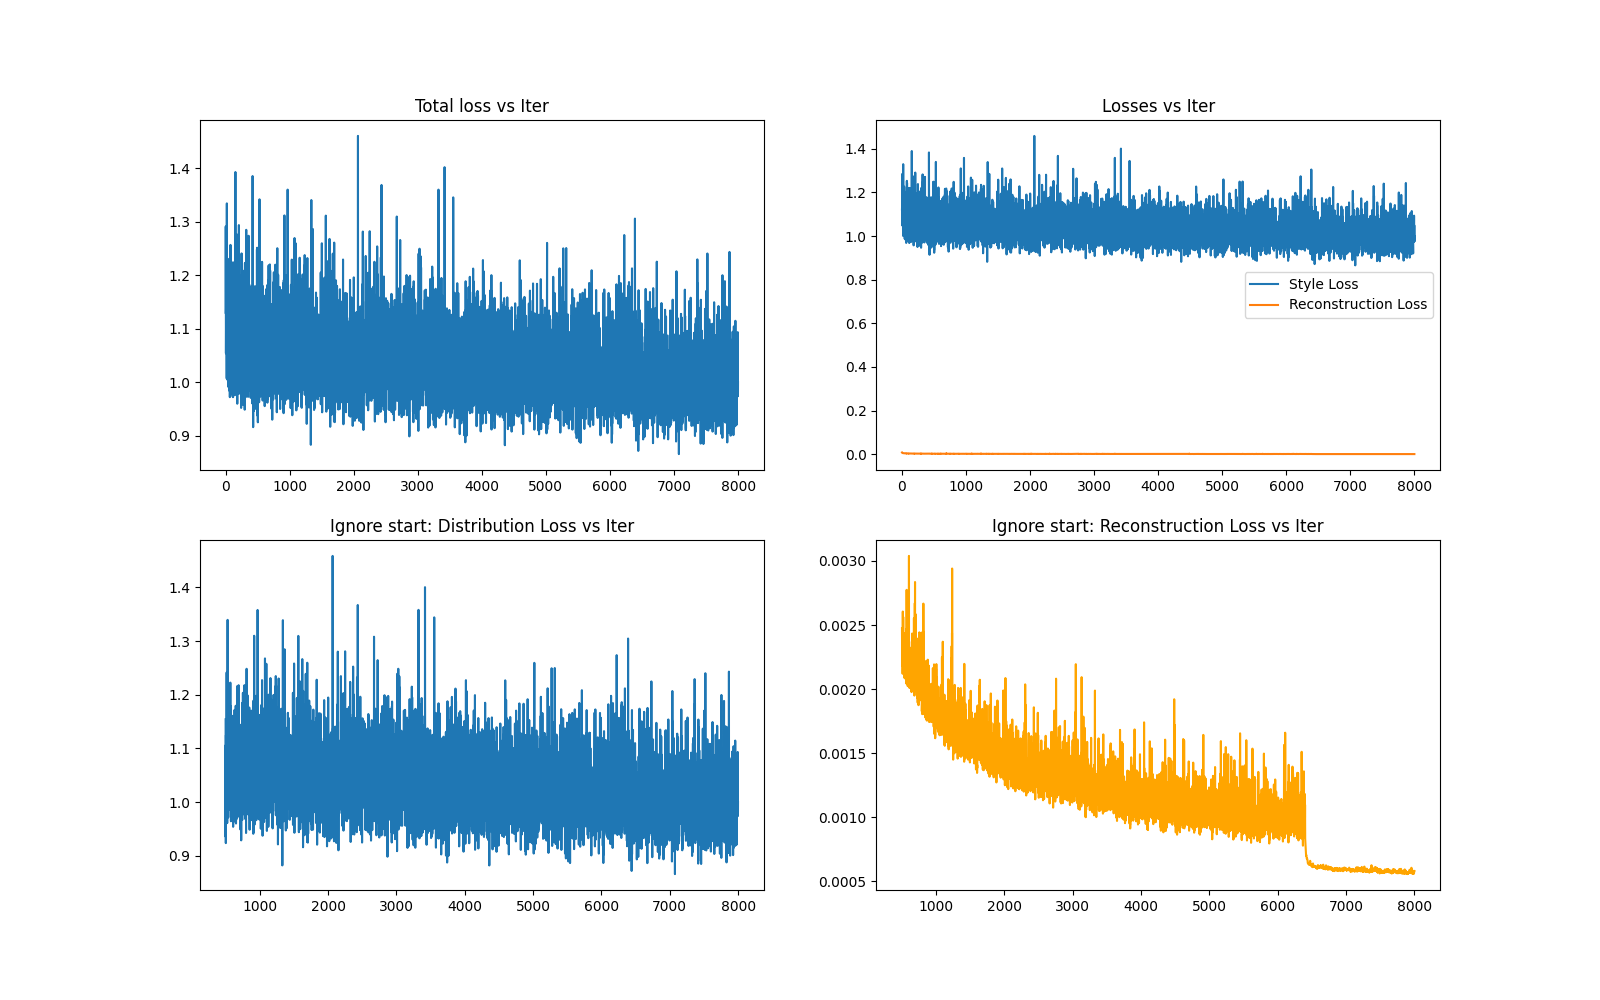 Total loss vs Iter
1.4
1.3
1.2
1.1
1.0
0.9
0 1000 2000 3000 4000 5000 6000 7000 8000
Losses vs Iter
1.4
1.2
1.0
0.8
0.6
0.4
0.2
0.0
Style Loss
Reconstruction Loss
0 1000 2000 3000 4000 5000 6000 7000 8000
Ignore start: Distribution Loss vs Iter
1.4
1.3
1.2
1.1
1.0
0.9
1000 2000 3000 4000 5000 6000 7000 8000
Ignore start: Reconstruction Loss vs Iter
0.0030
0.0025
0.0020
0.0015
0.0010
0.0005
1000 2000 3000 4000 5000 6000 7000 8000